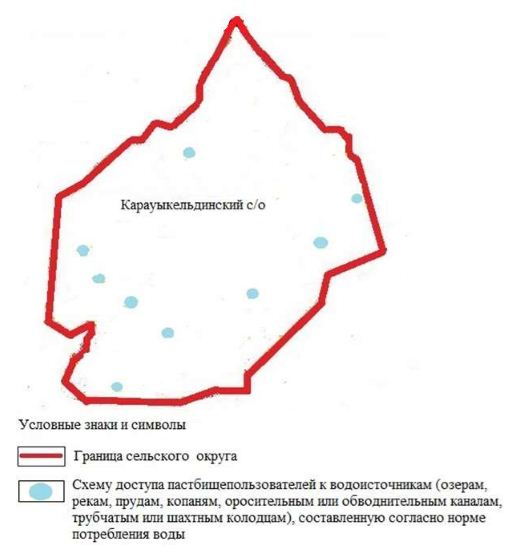 Карауыкельдинский с/о
Условные знаки и символы
Граница сельского округа
Схему доступа пастбищепользователей к водоисточникам (озерам,
рекам, прудам, копаням, оросительным или обводнительным каналам,
трубчатым или шахтным колодцам), составленную согласно норме
потребления воды